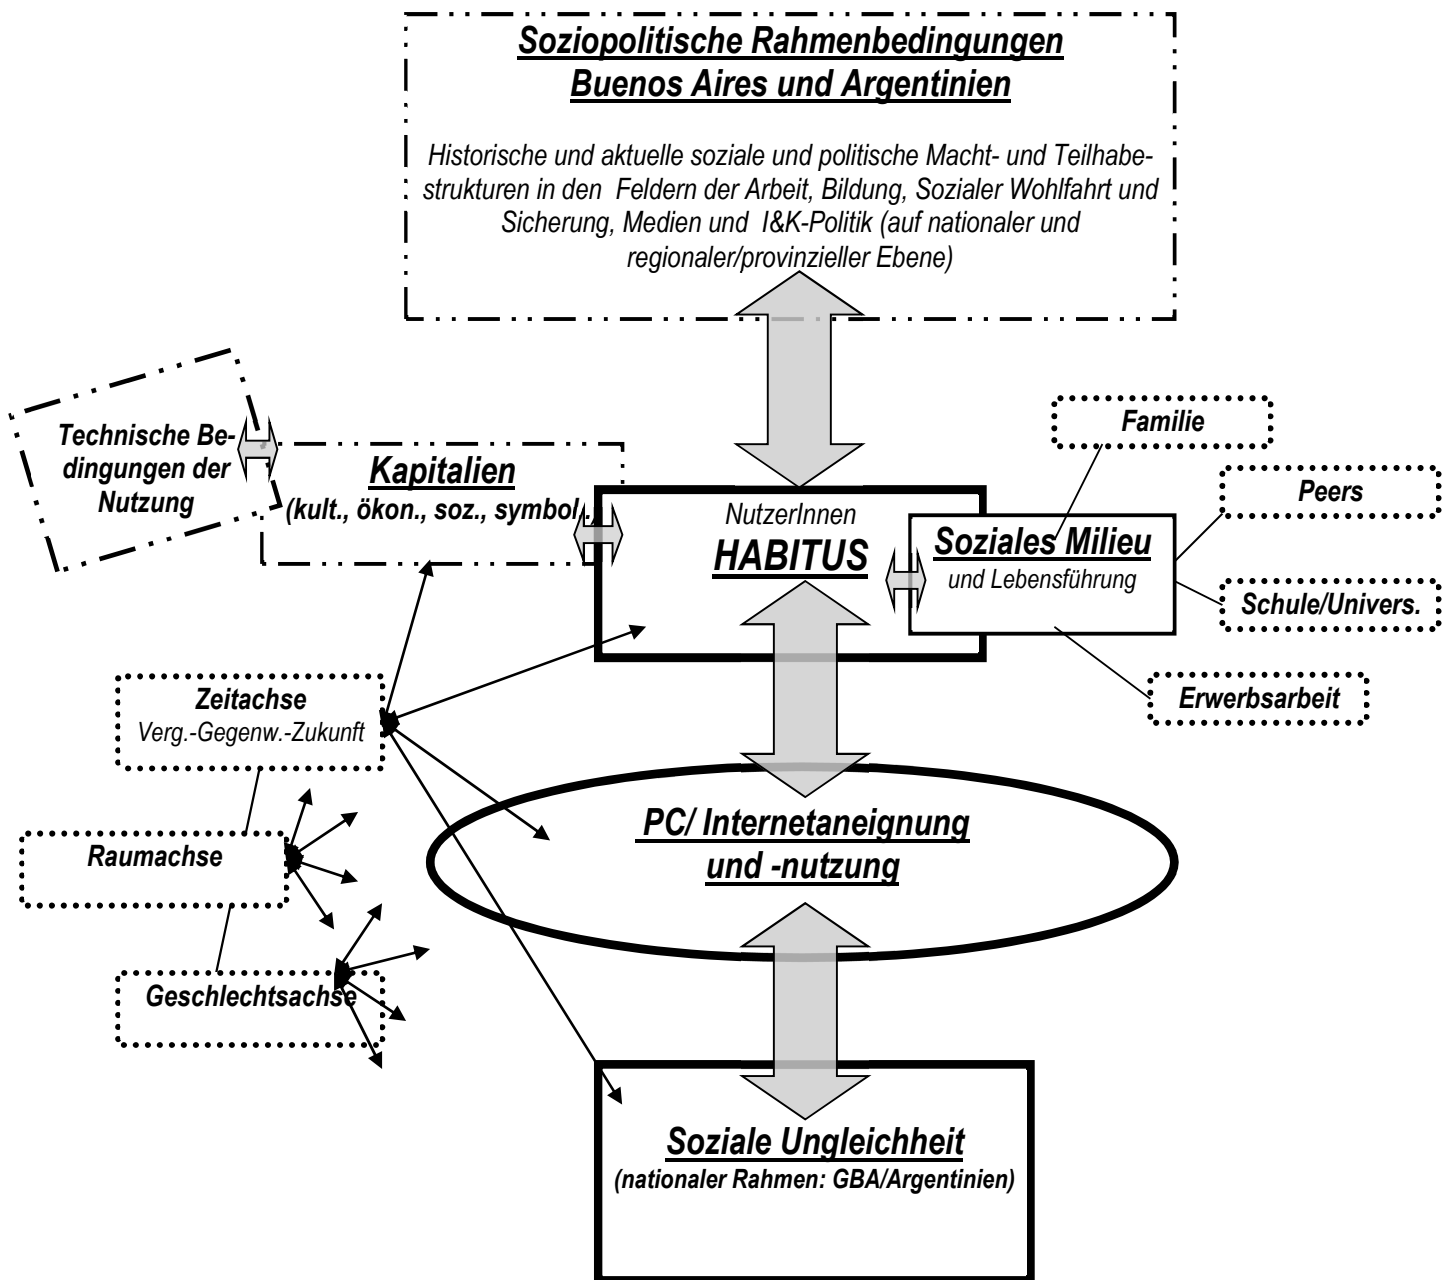 Soziopolitische Rahmenbedingungen
Buenos Aires und Argentinien
Historische und aktuelle soziale und politische Macht- und Teilhabe-
strukturen in den Feldern der Arbeit, Bildung, Sozialer Wohlfahrt und
Sicherung, Medien und I&K-Politik (auf nationaler und
regionaler/provinzieller Ebene)
Technische Be-
dingungen der
Nutzung
Kapitalien
(kult., ökon., soz., symbol.)
NutzerInnen
HABITUS
Soziales Milieu
und Lebensführung
Familie
Peers
Schule/Univers.
Erwerbsarbeit
Zeitachse
Verg.-Gegenw.-Zukunft
Raumachse
Geschlechtsachse
PC/ Internetaneignung
und -nutzung
Soziale Ungleichheit
(nationaler Rahmen: GBA/Argentinien)